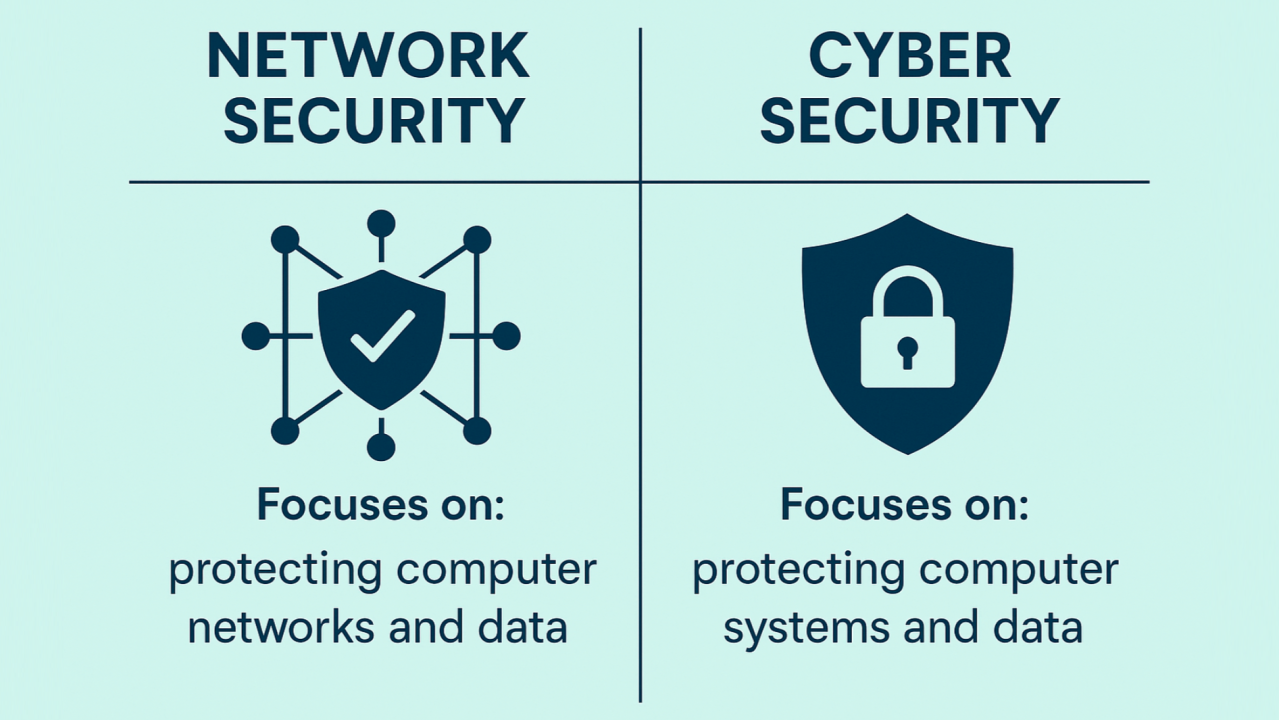 NETWORK
SECURITY
CYBER
SECURITY
Focuses on:
protecting computer
networks and data
Focuses on:
protecting computer
systems and data